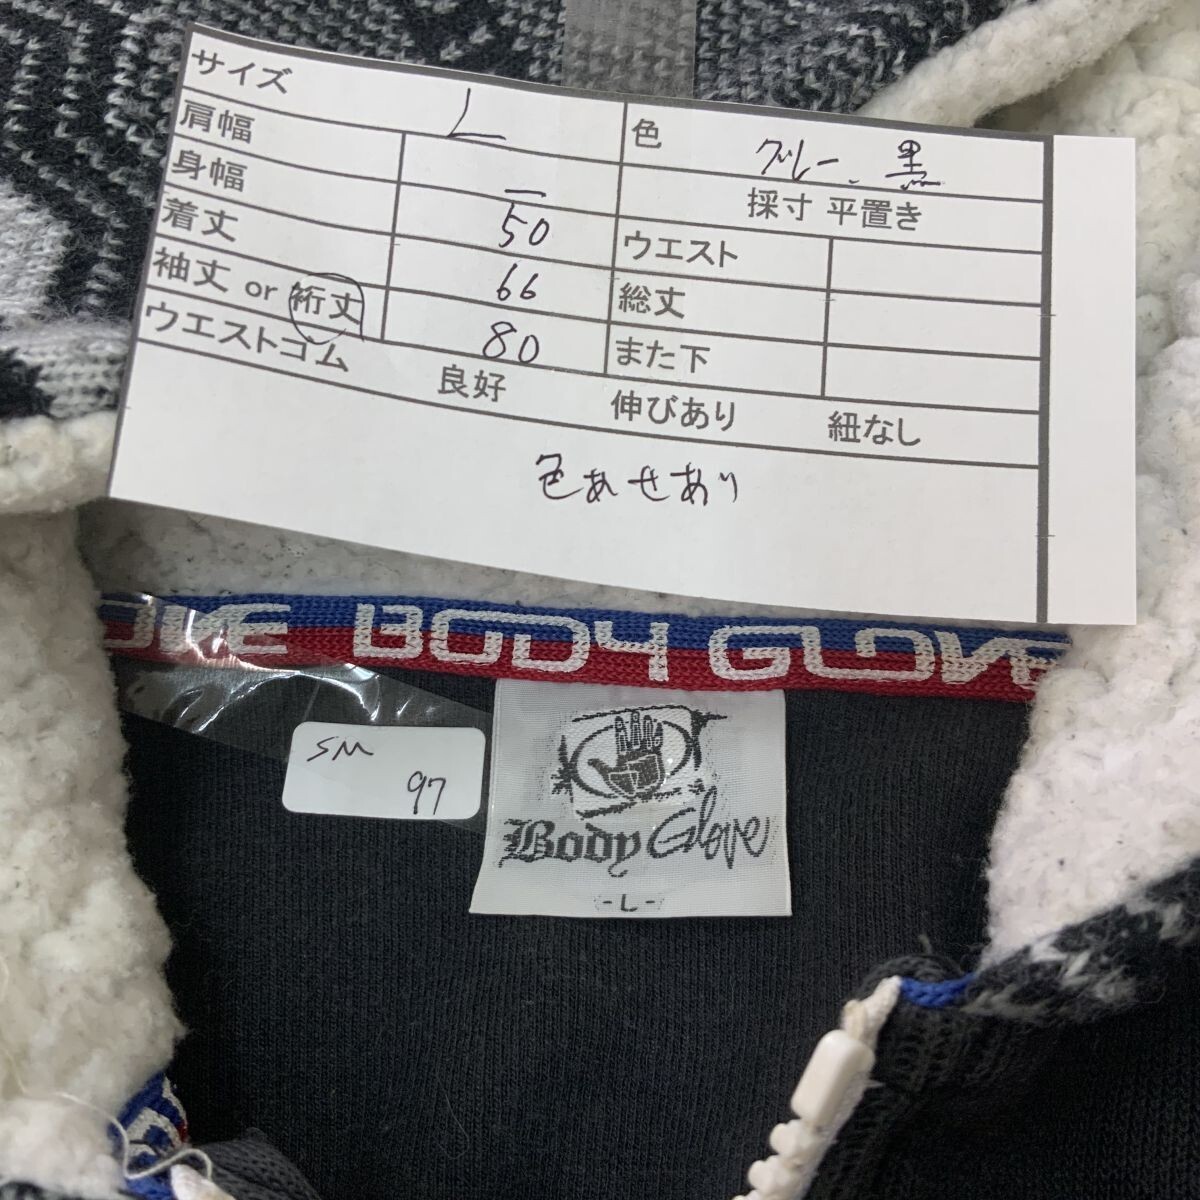 サイズ L 色 グレー、黒
肩幅 — 採寸 平置き
身幅 50 ウエスト
着丈 66 総丈
袖丈 or 裄丈 80 また下
ウエストゴム 良好 伸びあり 紐なし
色あせあり
OVE BODY GLOVE
SM
97
Body Glove
-L-